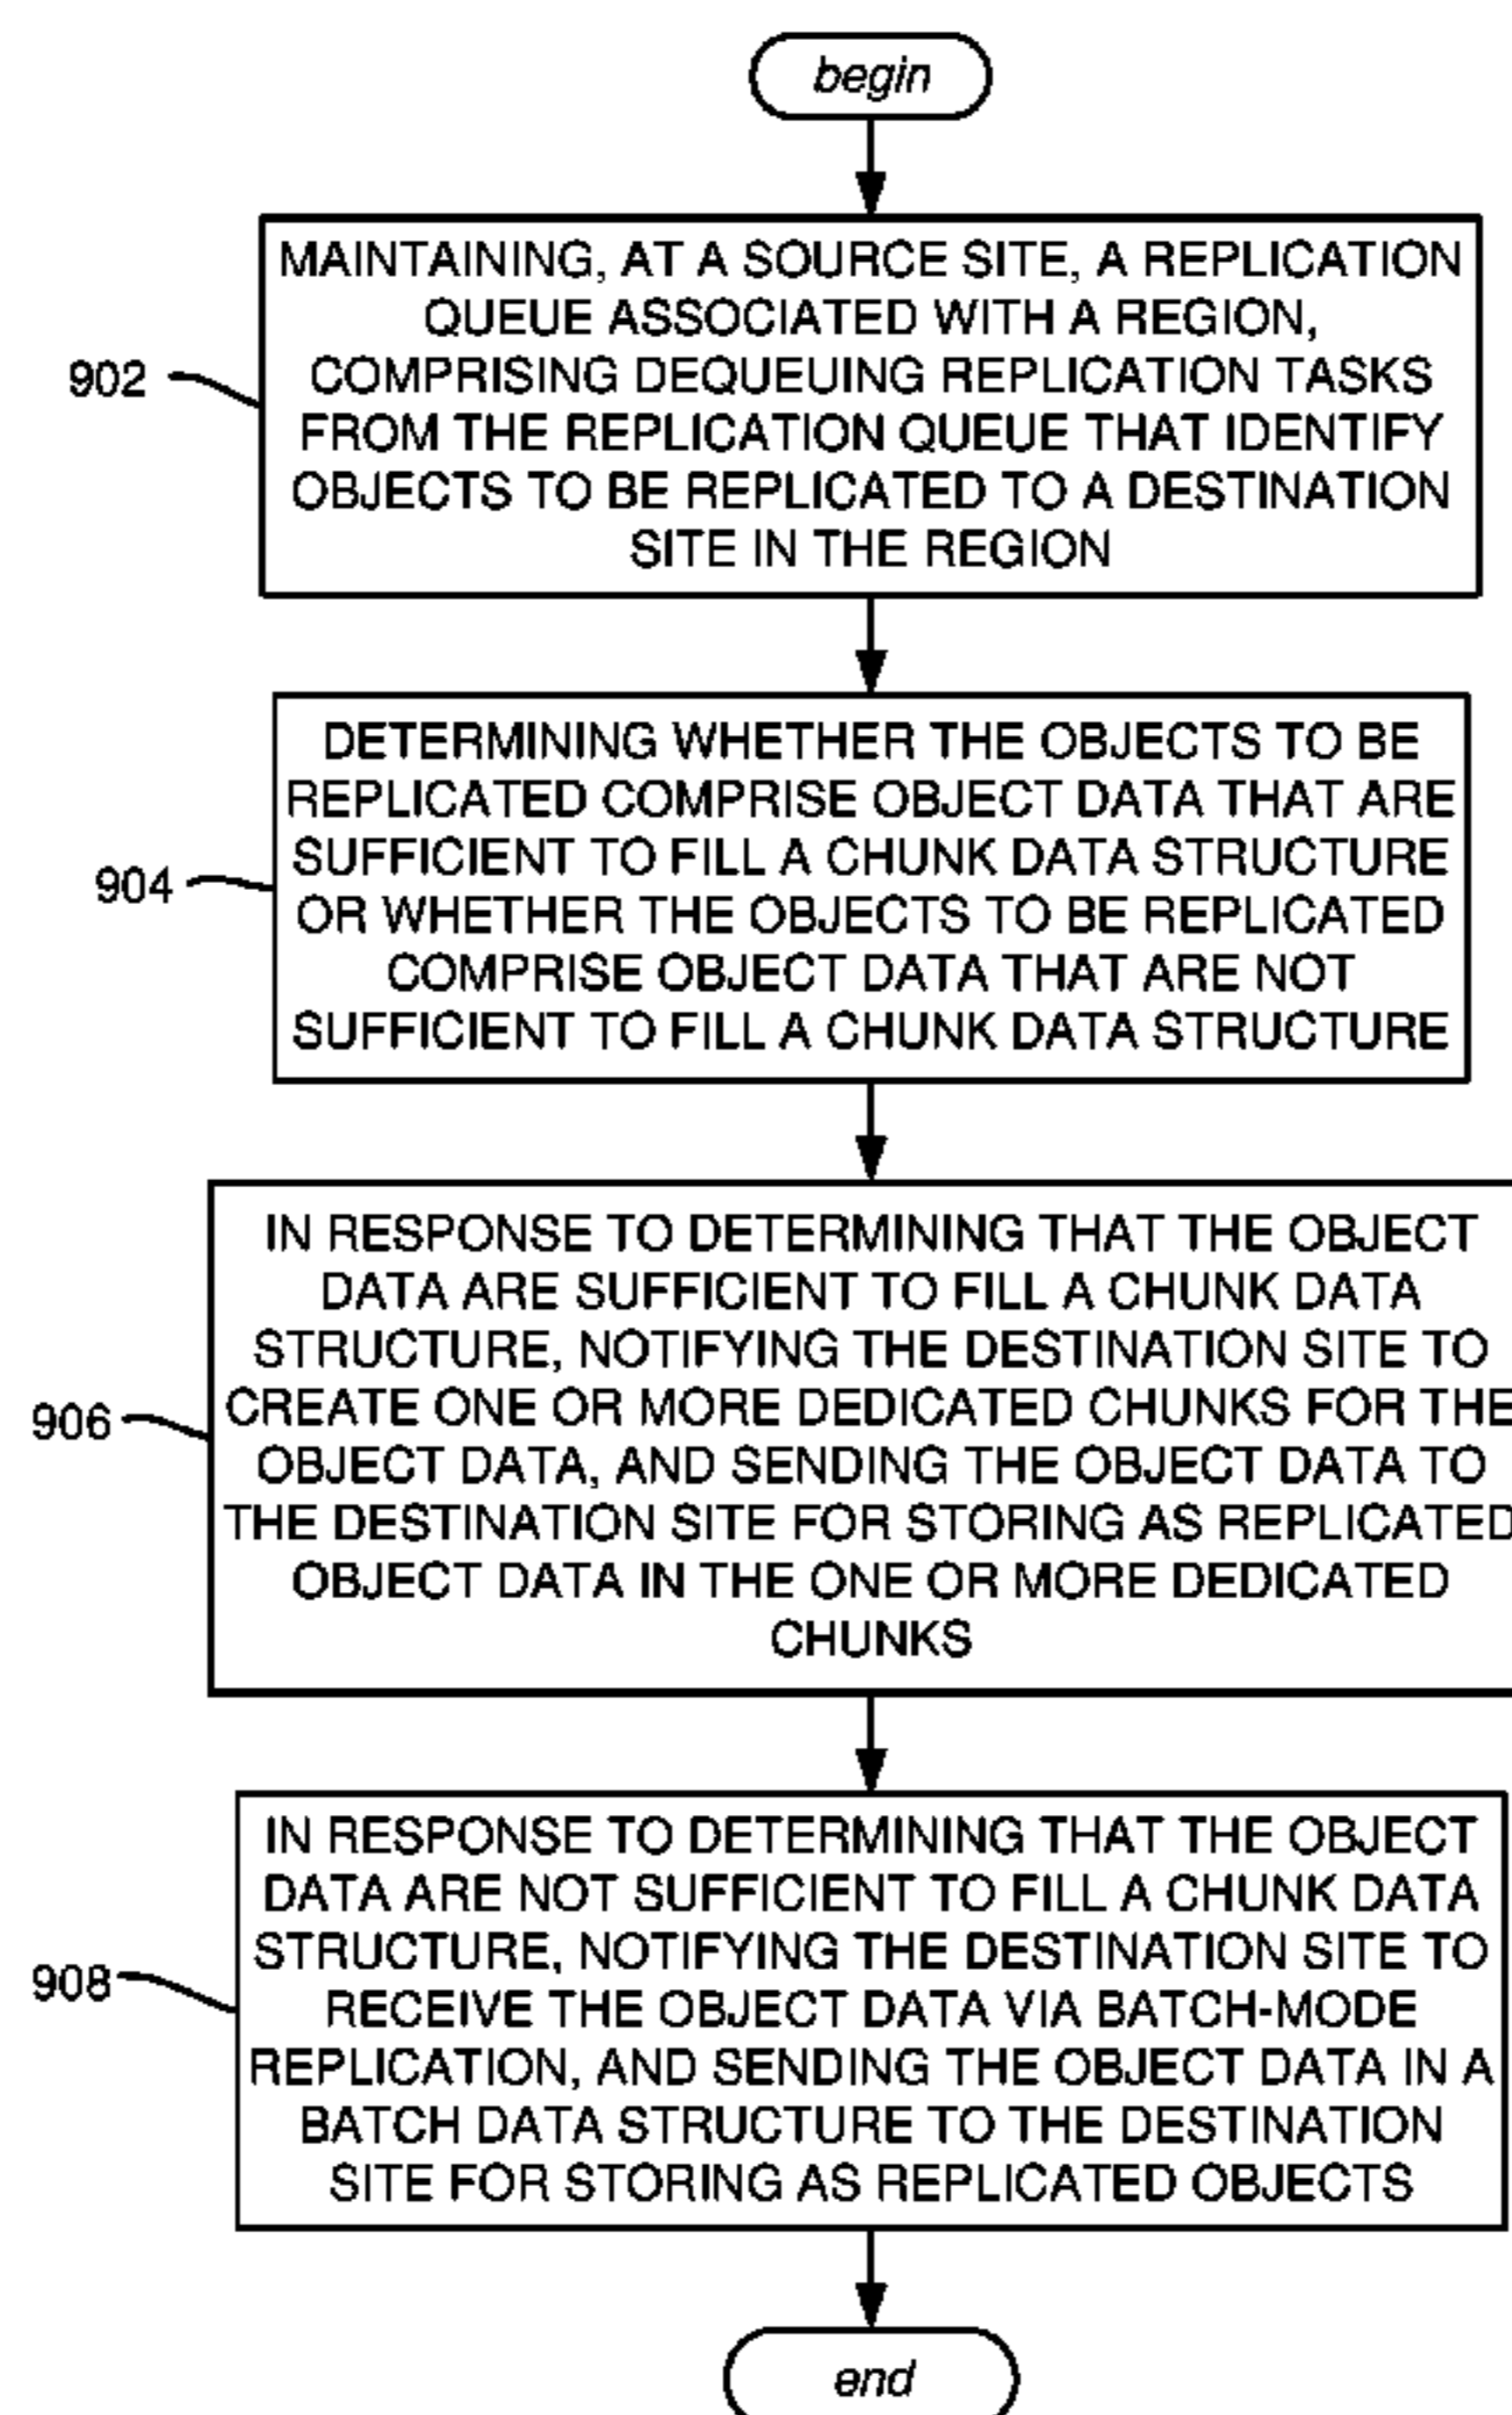 begin
MAINTAINING, AT A SOURCE SITE, A REPLICATION
QUEUE ASSOCIATED WITH A REGION,
COMPRISING DEQUEUING REPLICATION TASKS
FROM THE REPLICATION QUEUE THAT IDENTIFY
OBJECTS TO BE REPLICATED TO A DESTINATION
SITE IN THE REGION
902
DETERMINING WHETHER THE OBJECTS TO BE
REPLICATED COMPRISE OBJECT DATA THAT ARE
SUFFICIENT TO FILL A CHUNK DATA STRUCTURE
OR WHETHER THE OBJECTS TO BE REPLICATED
COMPRISE OBJECT DATA THAT ARE NOT
SUFFICIENT TO FILL A CHUNK DATA STRUCTURE
904
IN RESPONSE TO DETERMINING THAT THE OBJECT
DATA ARE SUFFICIENT TO FILL A CHUNK DATA
STRUCTURE, NOTIFYING THE DESTINATION SITE TO
CREATE ONE OR MORE DEDICATED CHUNKS FOR THE
OBJECT DATA, AND SENDING THE OBJECT DATA TO
THE DESTINATION SITE FOR STORING AS REPLICATED
OBJECT DATA IN THE ONE OR MORE DEDICATED
CHUNKS
906
IN RESPONSE TO DETERMINING THAT THE OBJECT
DATA ARE NOT SUFFICIENT TO FILL A CHUNK DATA
STRUCTURE, NOTIFYING THE DESTINATION SITE TO
RECEIVE THE OBJECT DATA VIA BATCH-MODE
REPLICATION, AND SENDING THE OBJECT DATA IN A
BATCH DATA STRUCTURE TO THE DESTINATION
SITE FOR STORING AS REPLICATED OBJECTS
908
end